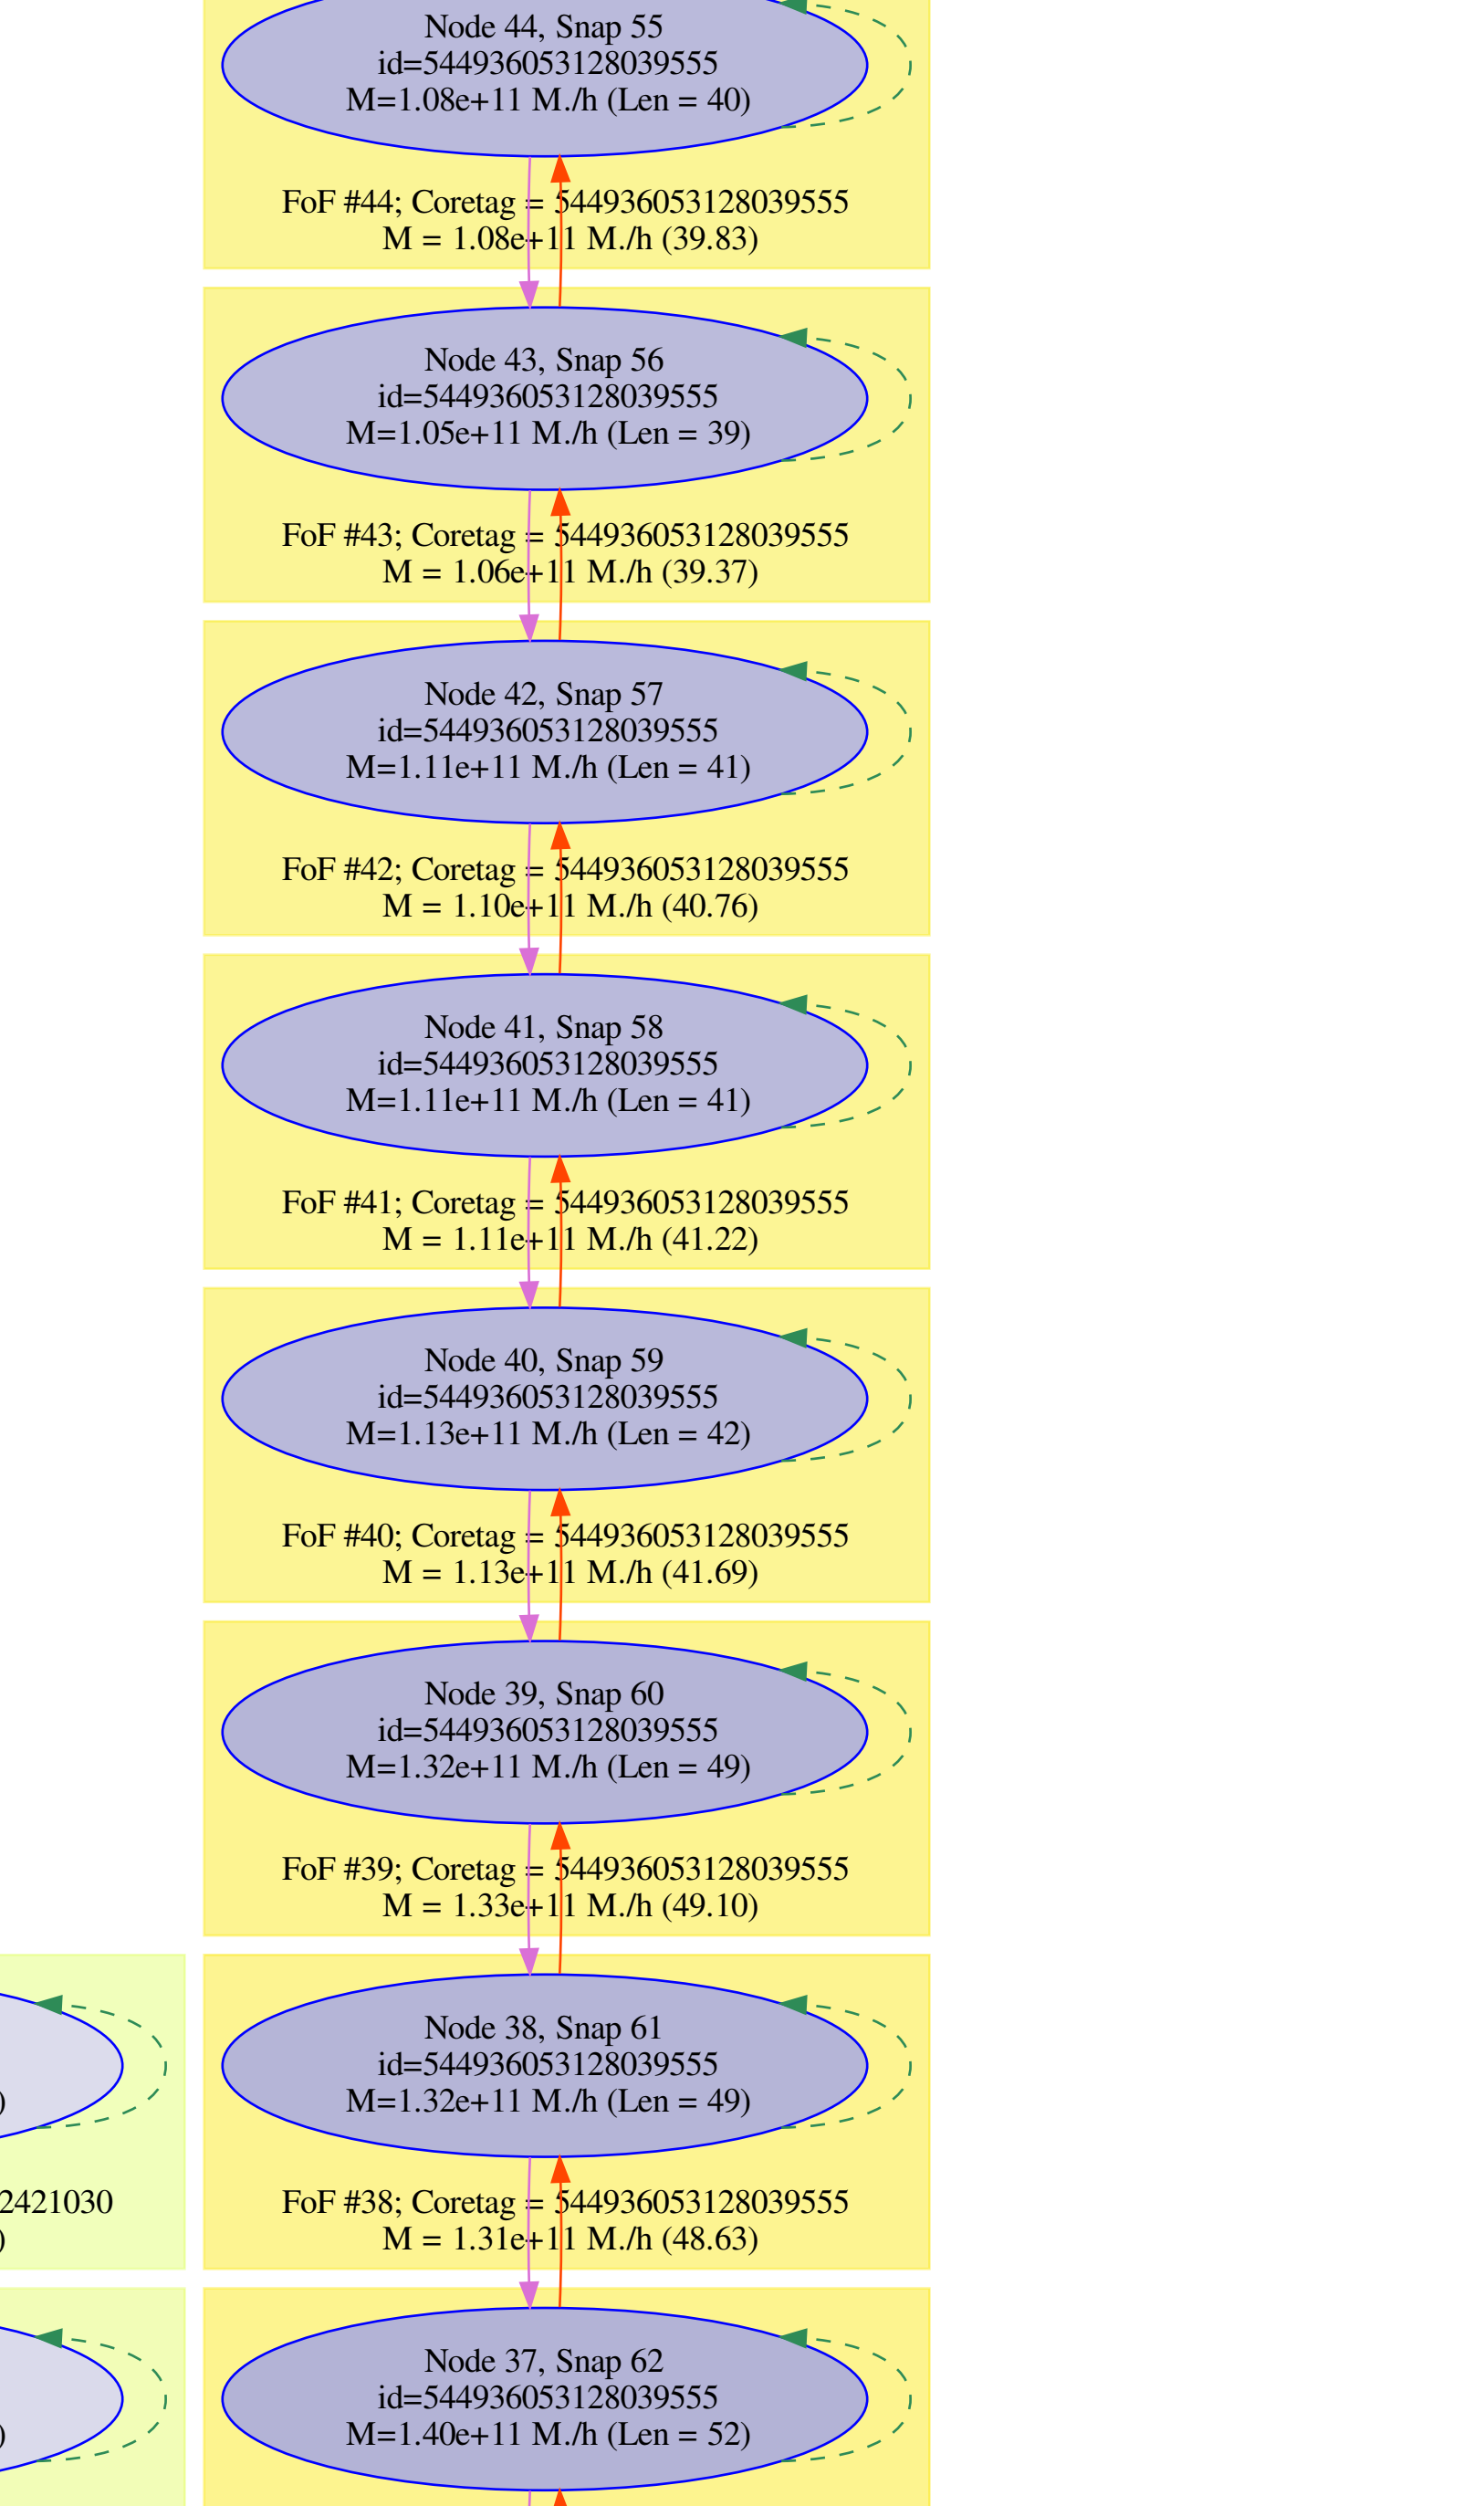 Node 44, Snap 55
id=544936053128039555
M=1.08e+11 M./h (Len = 40)
FoF #44; Coretag = 544936053128039555
M = 1.08e+11 M./h (39.83)
Node 43, Snap 56
id=544936053128039555
M=1.05e+11 M./h (Len = 39)
FoF #43; Coretag = 544936053128039555
M = 1.06e+11 M./h (39.37)
Node 42, Snap 57
id=544936053128039555
M=1.11e+11 M./h (Len = 41)
FoF #42; Coretag = 544936053128039555
M = 1.10e+11 M./h (40.76)
Node 41, Snap 58
id=544936053128039555
M=1.11e+11 M./h (Len = 41)
FoF #41; Coretag = 544936053128039555
M = 1.11e+11 M./h (41.22)
Node 40, Snap 59
id=544936053128039555
M=1.13e+11 M./h (Len = 42)
FoF #40; Coretag = 544936053128039555
M = 1.13e+11 M./h (41.69)
Node 39, Snap 60
id=544936053128039555
M=1.32e+11 M./h (Len = 49)
FoF #39; Coretag = 544936053128039555
M = 1.33e+11 M./h (49.10)
)
2421030
)
Node 38, Snap 61
id=544936053128039555
M=1.32e+11 M./h (Len = 49)
FoF #38; Coretag = 544936053128039555
M = 1.31e+11 M./h (48.63)
)
Node 37, Snap 62
id=544936053128039555
M=1.40e+11 M./h (Len = 52)